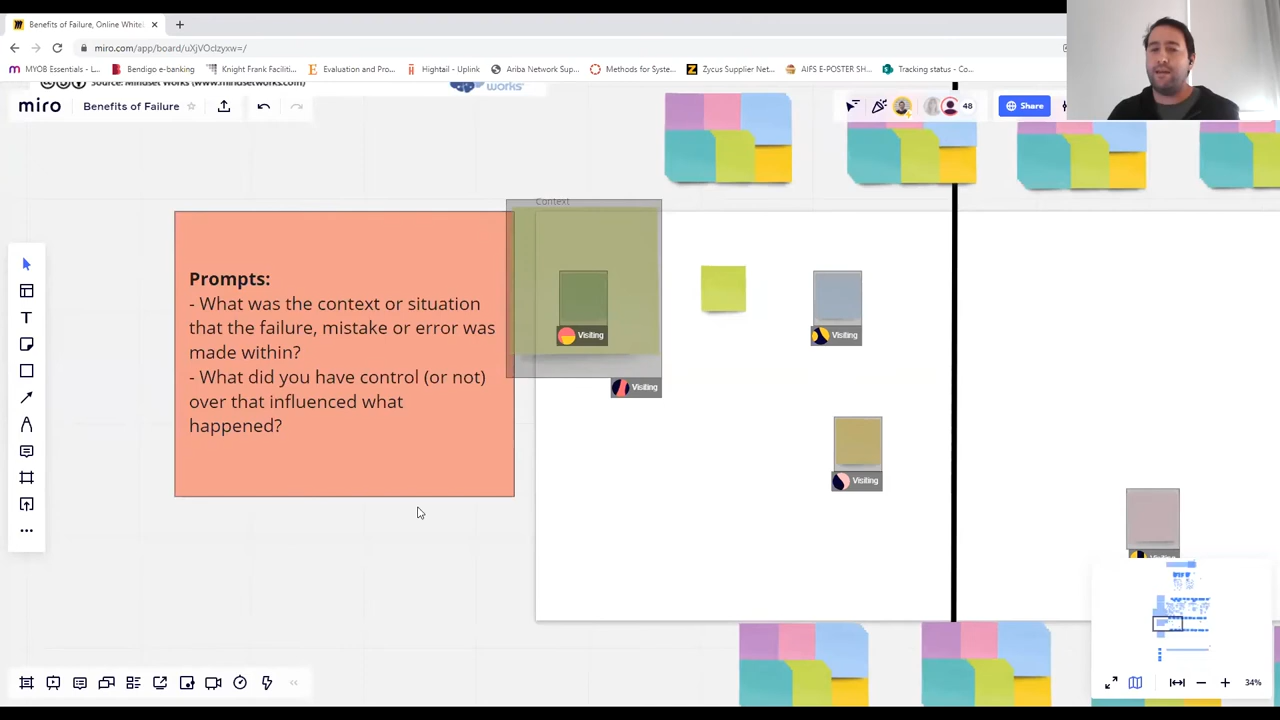 Benefits of Failure, Online White
miro.com/app/board/uXjVOclzyxw=/
MYOB Essentials - L...
Bendigo e-banking
Knight Frank Faciliti...
Evaluation and Pro...
Hightail - Uplink
Ariba Network Sup...
Methods for Syste...
Zycus Supplier Net...
AIFGE-POSTER SH...
Tracking status - Co...
Source: Mindset Works (www.mindsetworks.com)
works
miro
Benefits of Failure
48
Share
Context
Prompts:
- What was the context or situation
that the failure, mistake or error was
made within?
- What did you have control (or not)
over that influenced what
happened?
Visiting
Visiting
Visiting
Visiting
Visiting
34%